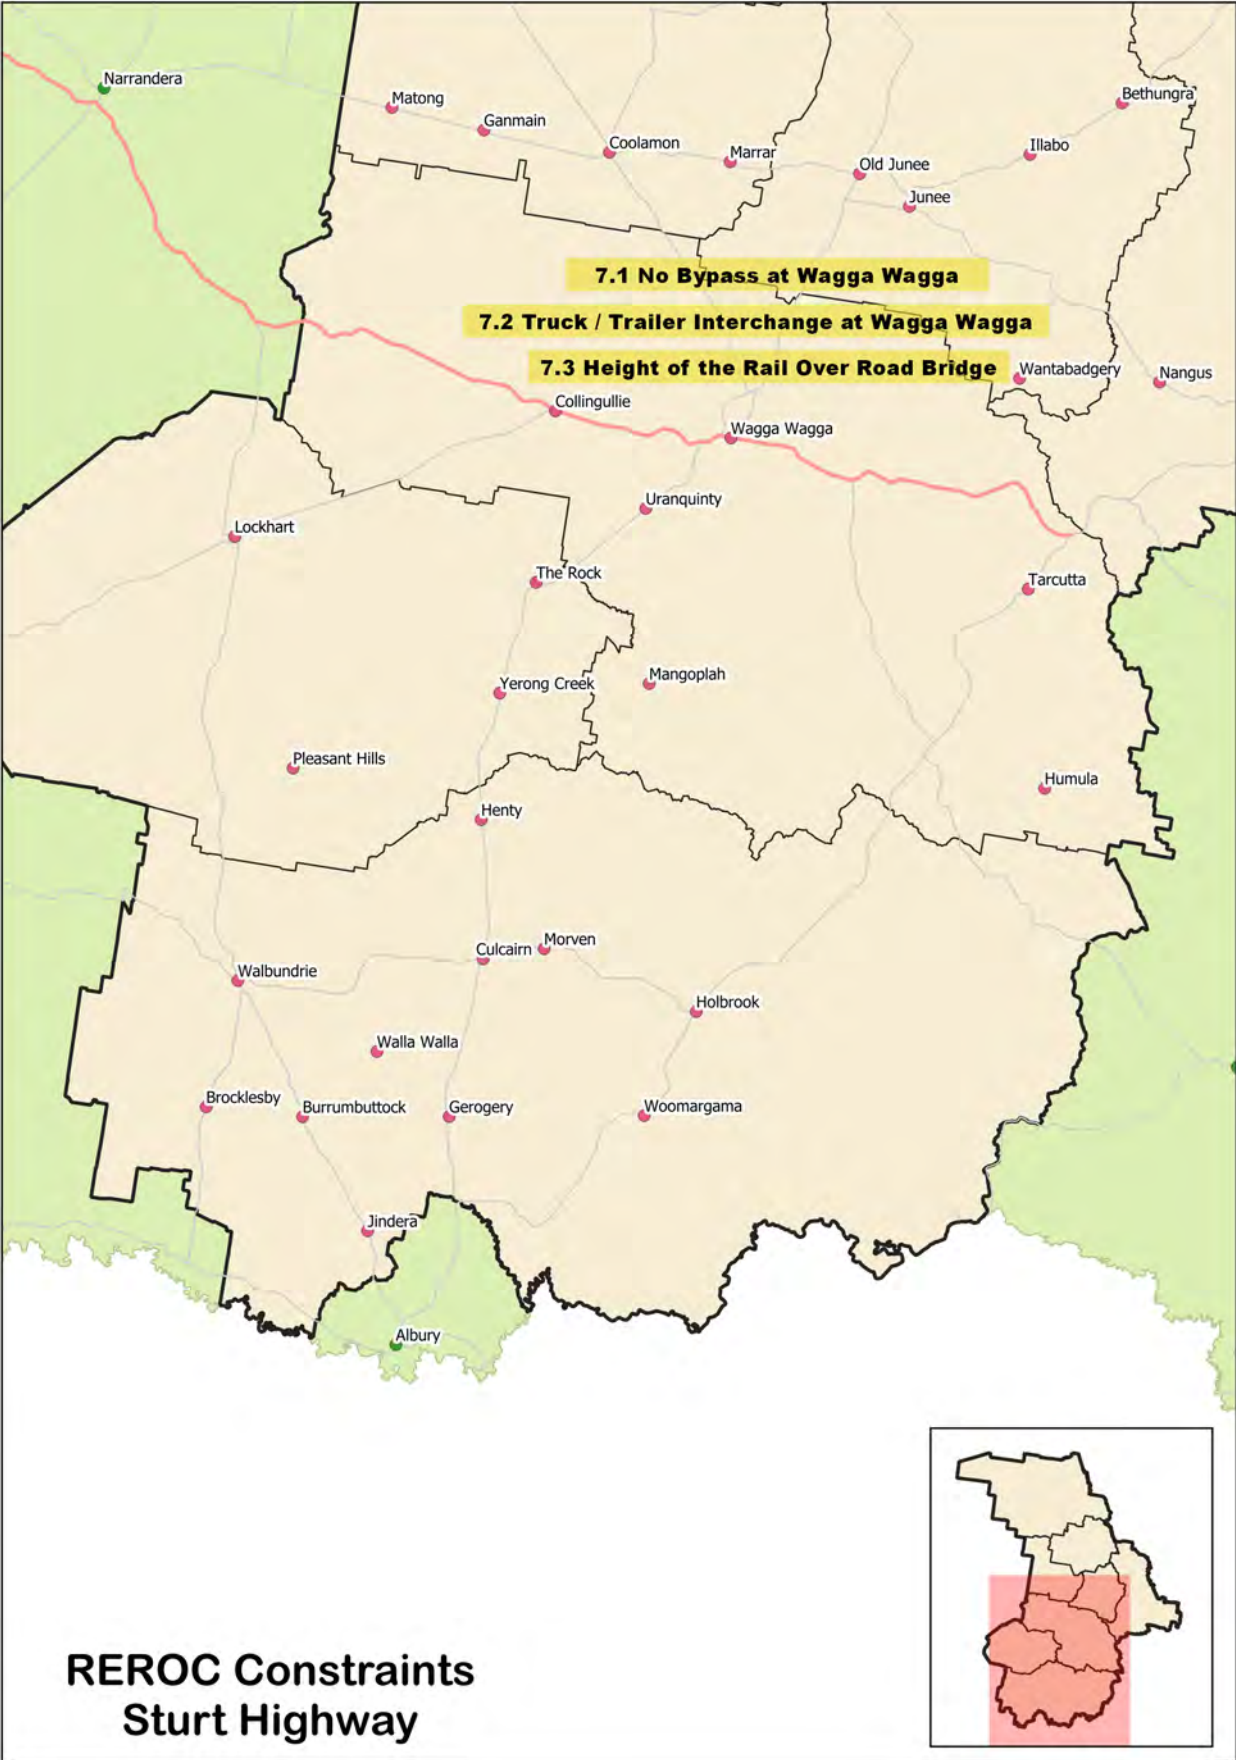 Narrandera
Matong
Bethungra
Ganmain
Coolamon
Illabo
Marrar
Old Junee
Junee
7.1 No Bypass at Wagga Wagga
7.2 Truck / Trailer Interchange at Wagga Wagga
7.3 Height of the Rail Over Road Bridge
Wantabadgery
Nangus
Collingullie
Wagga Wagga
Uranquinty
Lockhart
The Rock
Tarcutta
Mangoplah
Yerong Creek
Pleasant Hills
Humula
Henty
Morven
Culcairn
Walbundrie
Holbrook
Walla Walla
Brocklesby
Burrumbuttock
Gerogery
Woomargama
Jindera
Albury
REROC Constraints
Sturt Highway